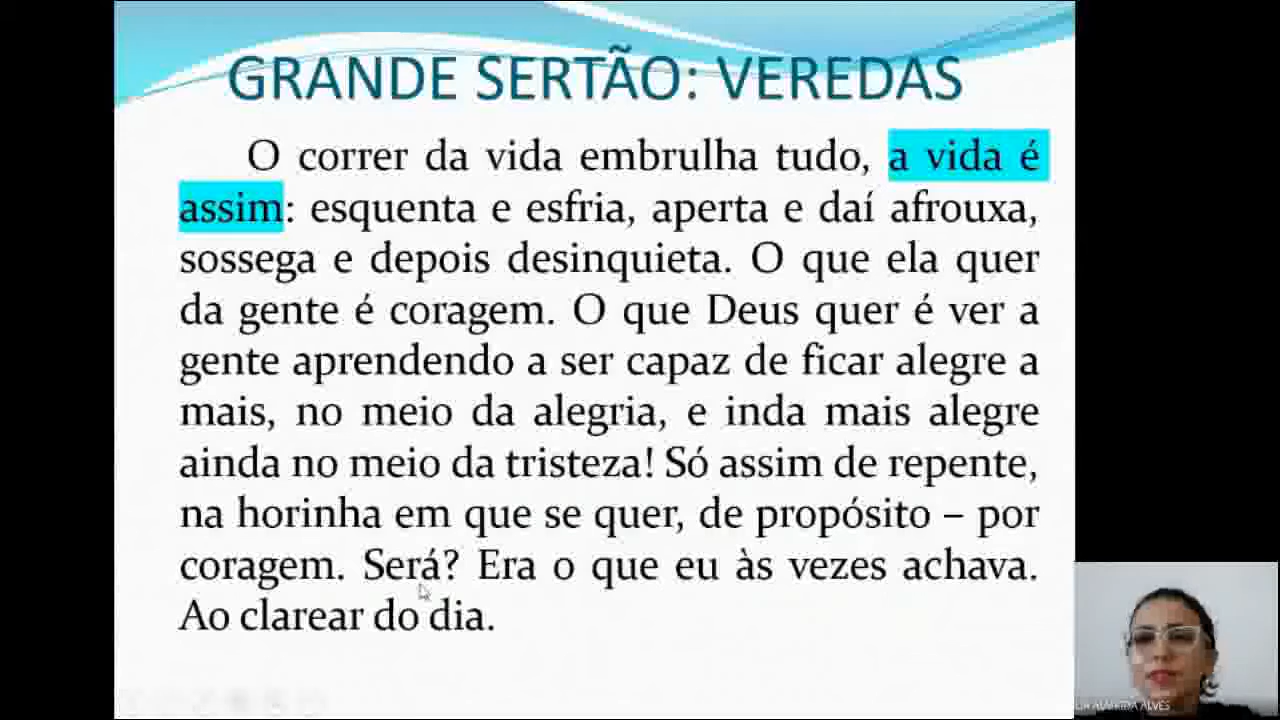 GRANDE SERTÃO: VEREDAS
O correr da vida embrulha tudo, a vida é
assim: esquenta e esfria, aperta e daí afrouxa,
sossega e depois desinquieta. O que ela quer
da gente é coragem. O que Deus quer é ver a
gente aprendendo a ser capaz de ficar alegre a
mais, no meio da alegria, e inda mais alegre
ainda no meio da tristeza! Só assim de repente,
na horinha em que se quer, de propósito – por
coragem. Será? Era o que eu às vezes achava.
Ao clarear do dia.
ALMEIDA ALVES